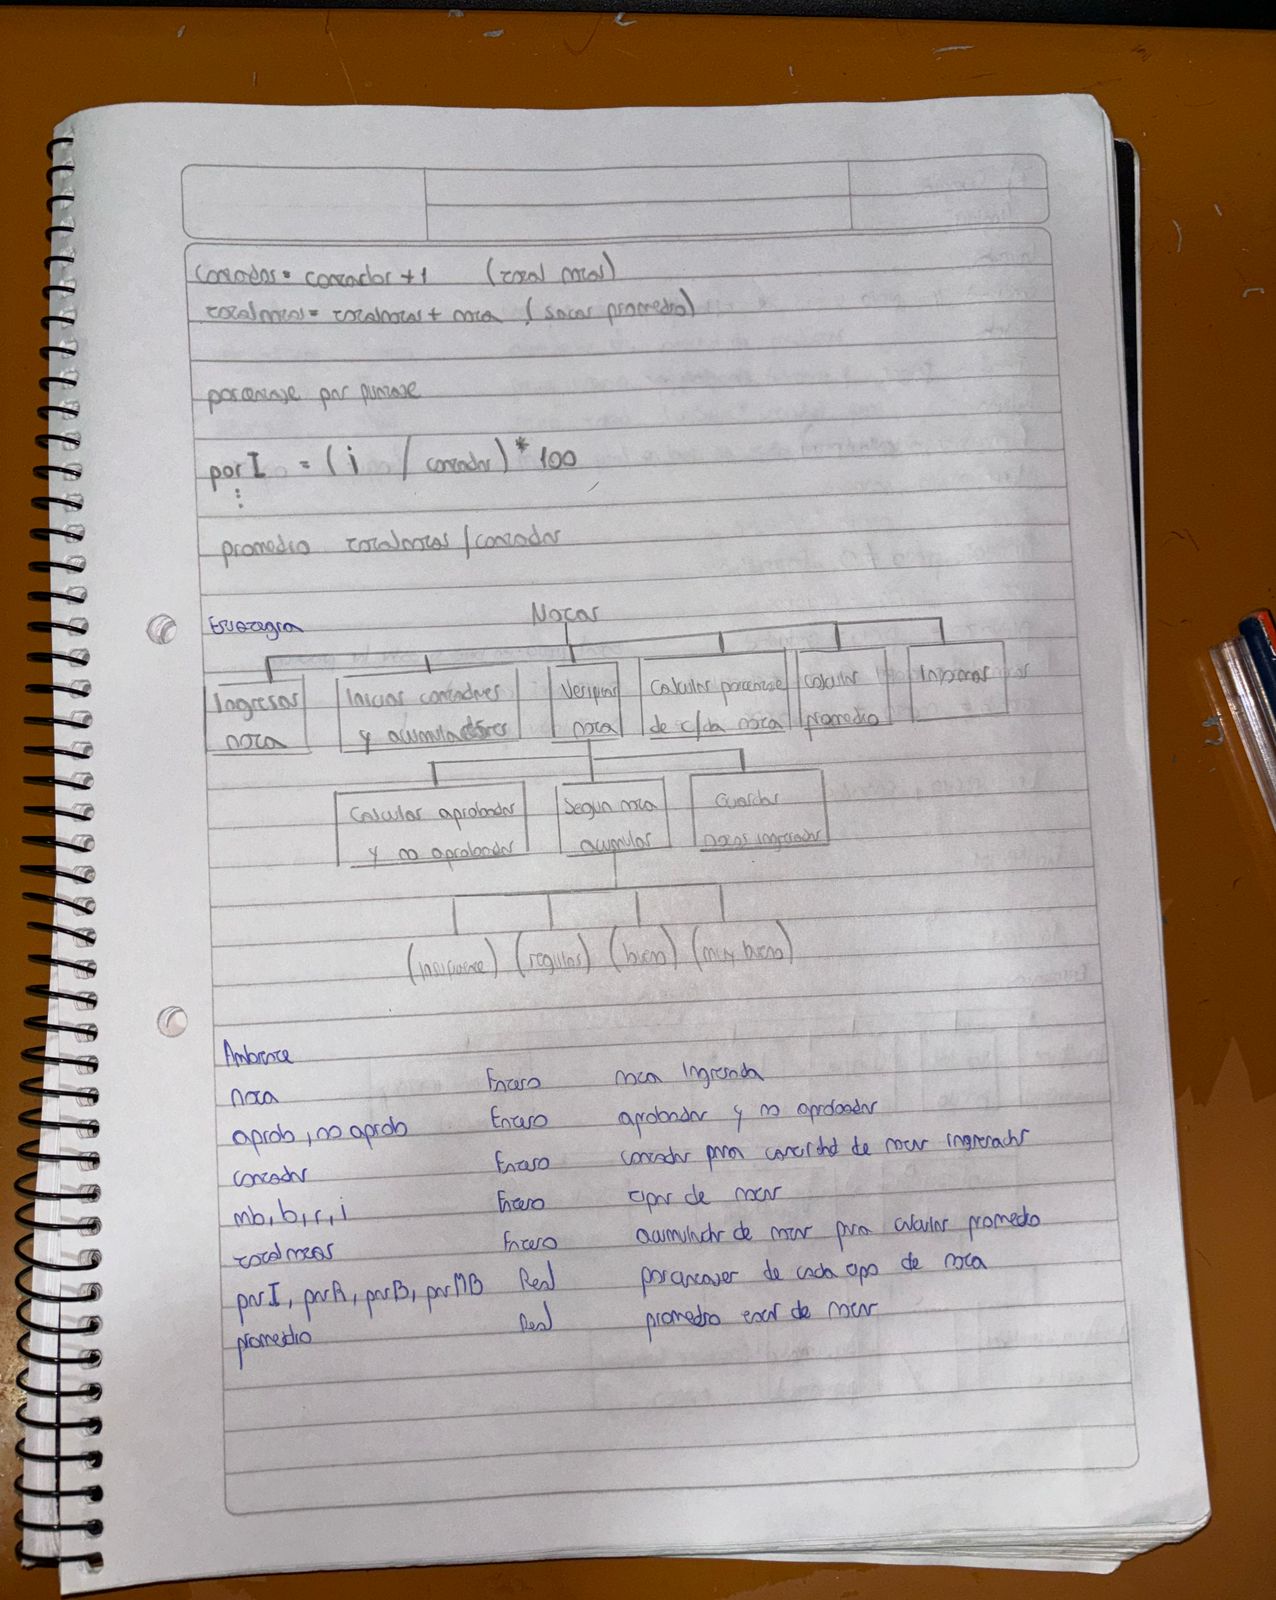 Contador = contador + 1 (total notas)
totalnotas = totalnotas + nota (sacar promedio)
porcentaje por puntaje
por I = (i / contador) * 100
:
promedio totalnotas / contador
Estrategia
Notas
Ingresar nota
Iniciar contadores y acumuladores
Verificar nota
Calcular porcentaje de c/da nota
Calcular promedio
Informar
Calcular aprobados y no aprobados
Segun nota acumular
Guardar notas ingresadas
(insuficiente) (regular) (bueno) (muy bueno)
Ambiente
nota Entero nota Ingresada
aprob, no aprob Entero aprobados y no aprobados
contador Entero contador para cantidad de notas ingresadas
mb, b, r, i Entero tipos de notas
totalnotas Entero acumulador de notas para calcular promedio
porI, porR, porB, porMB Real porcentajes de cada tipo de nota
promedio Real promedio total de notas